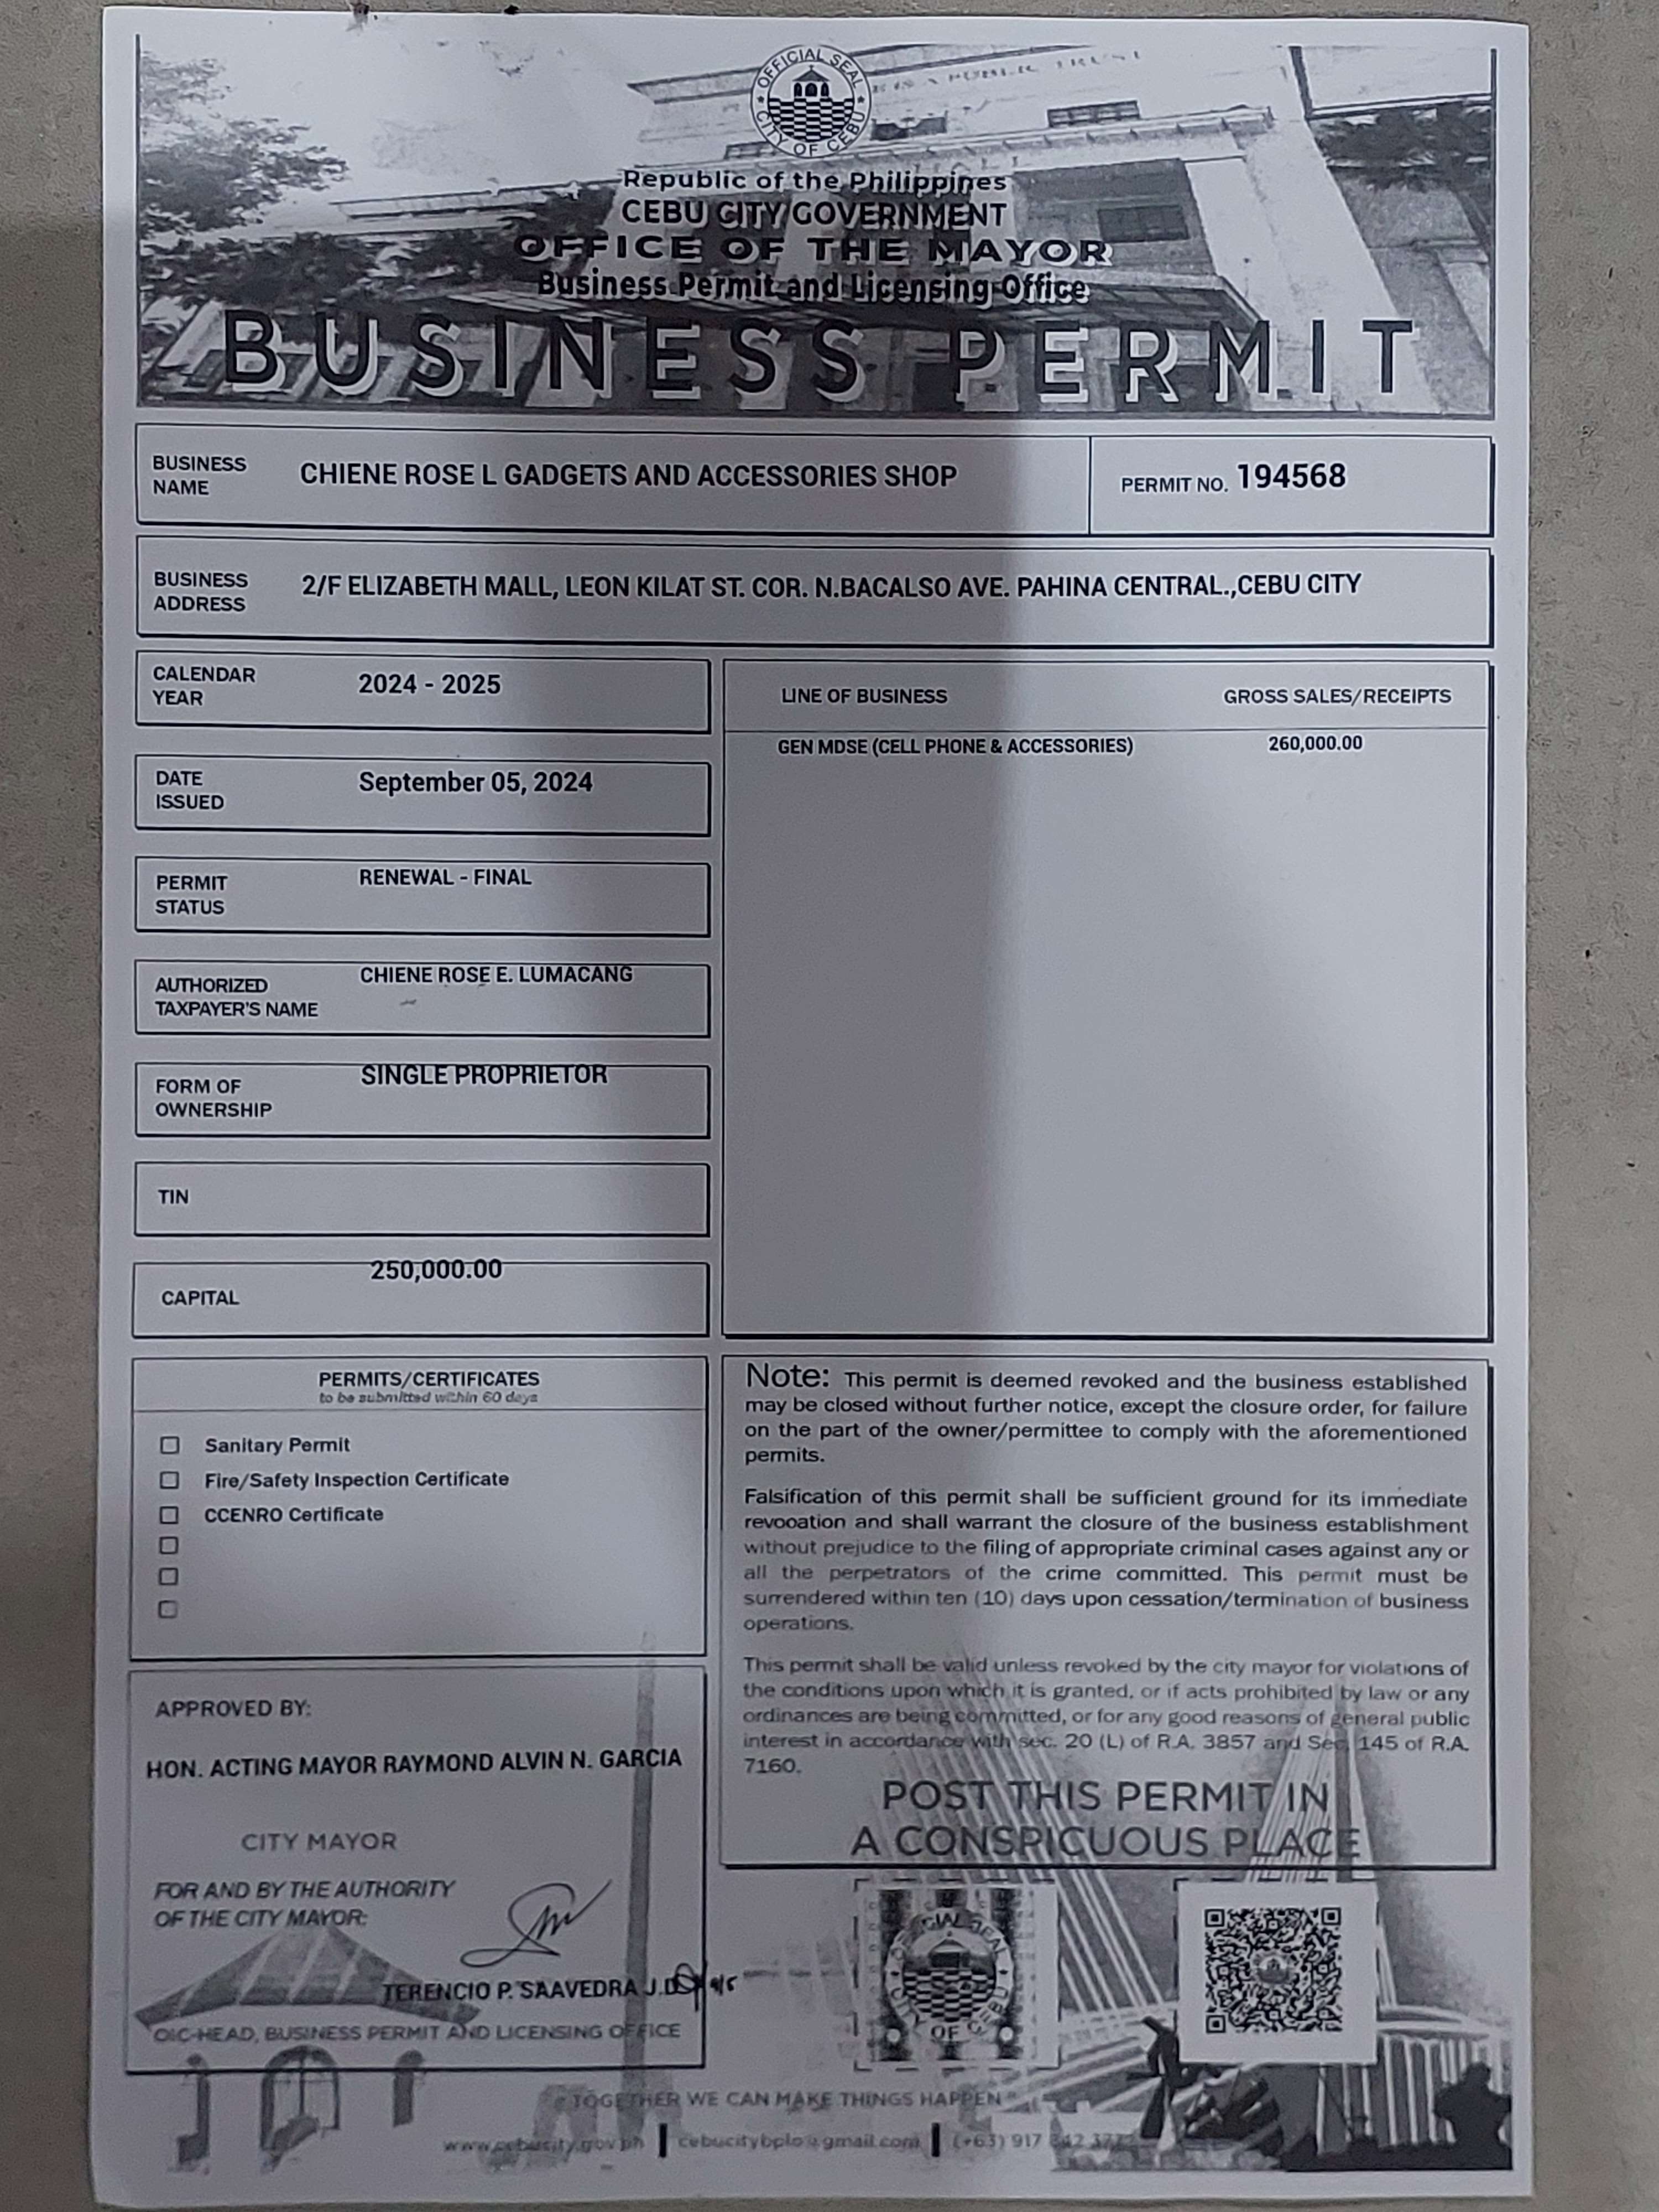 OFFICIAL SEAL
CITY OF CEBU
IS A PUBLIC TRUST
Republic of the Philippines
CEBU CITY GOVERNMENT
OFFICE OF THE MAYOR
Business Permit and Licensing Office
BUSINESS PERMIT
BUSINESS NAME CHIENE ROSE L GADGETS AND ACCESSORIES SHOP
PERMIT NO. 194568
BUSINESS ADDRESS 2/F ELIZABETH MALL, LEON KILAT ST. COR. N.BACALSO AVE. PAHINA CENTRAL.,CEBU CITY
CALENDAR YEAR 2024 - 2025
DATE ISSUED September 05, 2024
PERMIT STATUS RENEWAL - FINAL
AUTHORIZED TAXPAYER'S NAME CHIENE ROSE E. LUMACANG
FORM OF OWNERSHIP SINGLE PROPRIETOR
TIN
CAPITAL 250,000.00
LINE OF BUSINESS GROSS SALES/RECEIPTS
GEN MDSE (CELL PHONE & ACCESSORIES) 260,000.00
PERMITS/CERTIFICATES
to be submitted within 60 days
Sanitary Permit
Fire/Safety Inspection Certificate
CCENRO Certificate
Note: This permit is deemed revoked and the business established
may be closed without further notice, except the closure order, for failure
on the part of the owner/permittee to comply with the aforementioned
permits.
Falsification of this permit shall be sufficient ground for its immediate
revocation and shall warrant the closure of the business establishment
without prejudice to the filing of appropriate criminal cases against any or
all the perpetrators of the crime committed. This permit must be
surrendered within ten (10) days upon cessation/termination of business
operations.
This permit shall be valid unless revoked by the city mayor for violations of
the conditions upon which it is granted, or if acts prohibited by law or any
ordinances are being committed, or for any good reasons of general public
interest in accordance with sec. 20 (L) of R.A. 3857 and Sec. 145 of R.A.
7160.
POST THIS PERMIT IN
A CONSPICUOUS PLACE
APPROVED BY:
HON. ACTING MAYOR RAYMOND ALVIN N. GARCIA
CITY MAYOR
FOR AND BY THE AUTHORITY
OF THE CITY MAYOR:
TERENCIO P. SAAVEDRA J.D. 9/5
OIC-HEAD, BUSINESS PERMIT AND LICENSING OFFICE
TOGETHER WE CAN MAKE THINGS HAPPEN
www.cebucity.gov.ph | cebucitybplo@gmail.com | (+63) 917